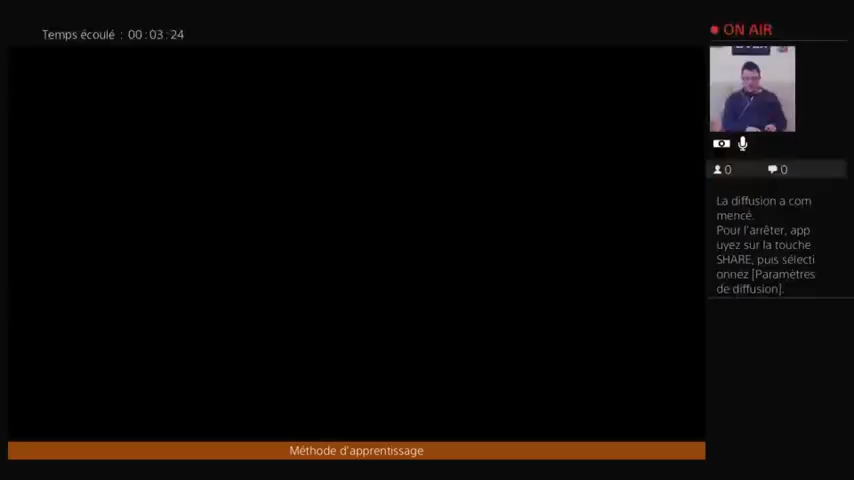 Temps écoulé : 00:03:24
ON AIR
0 0
La diffusion a com
mencé.
Pour l'arrêter, app
uyez sur la touche
SHARE, puis sélecti
onnez [Paramètres
de diffusion].
Méthode d'apprentissage